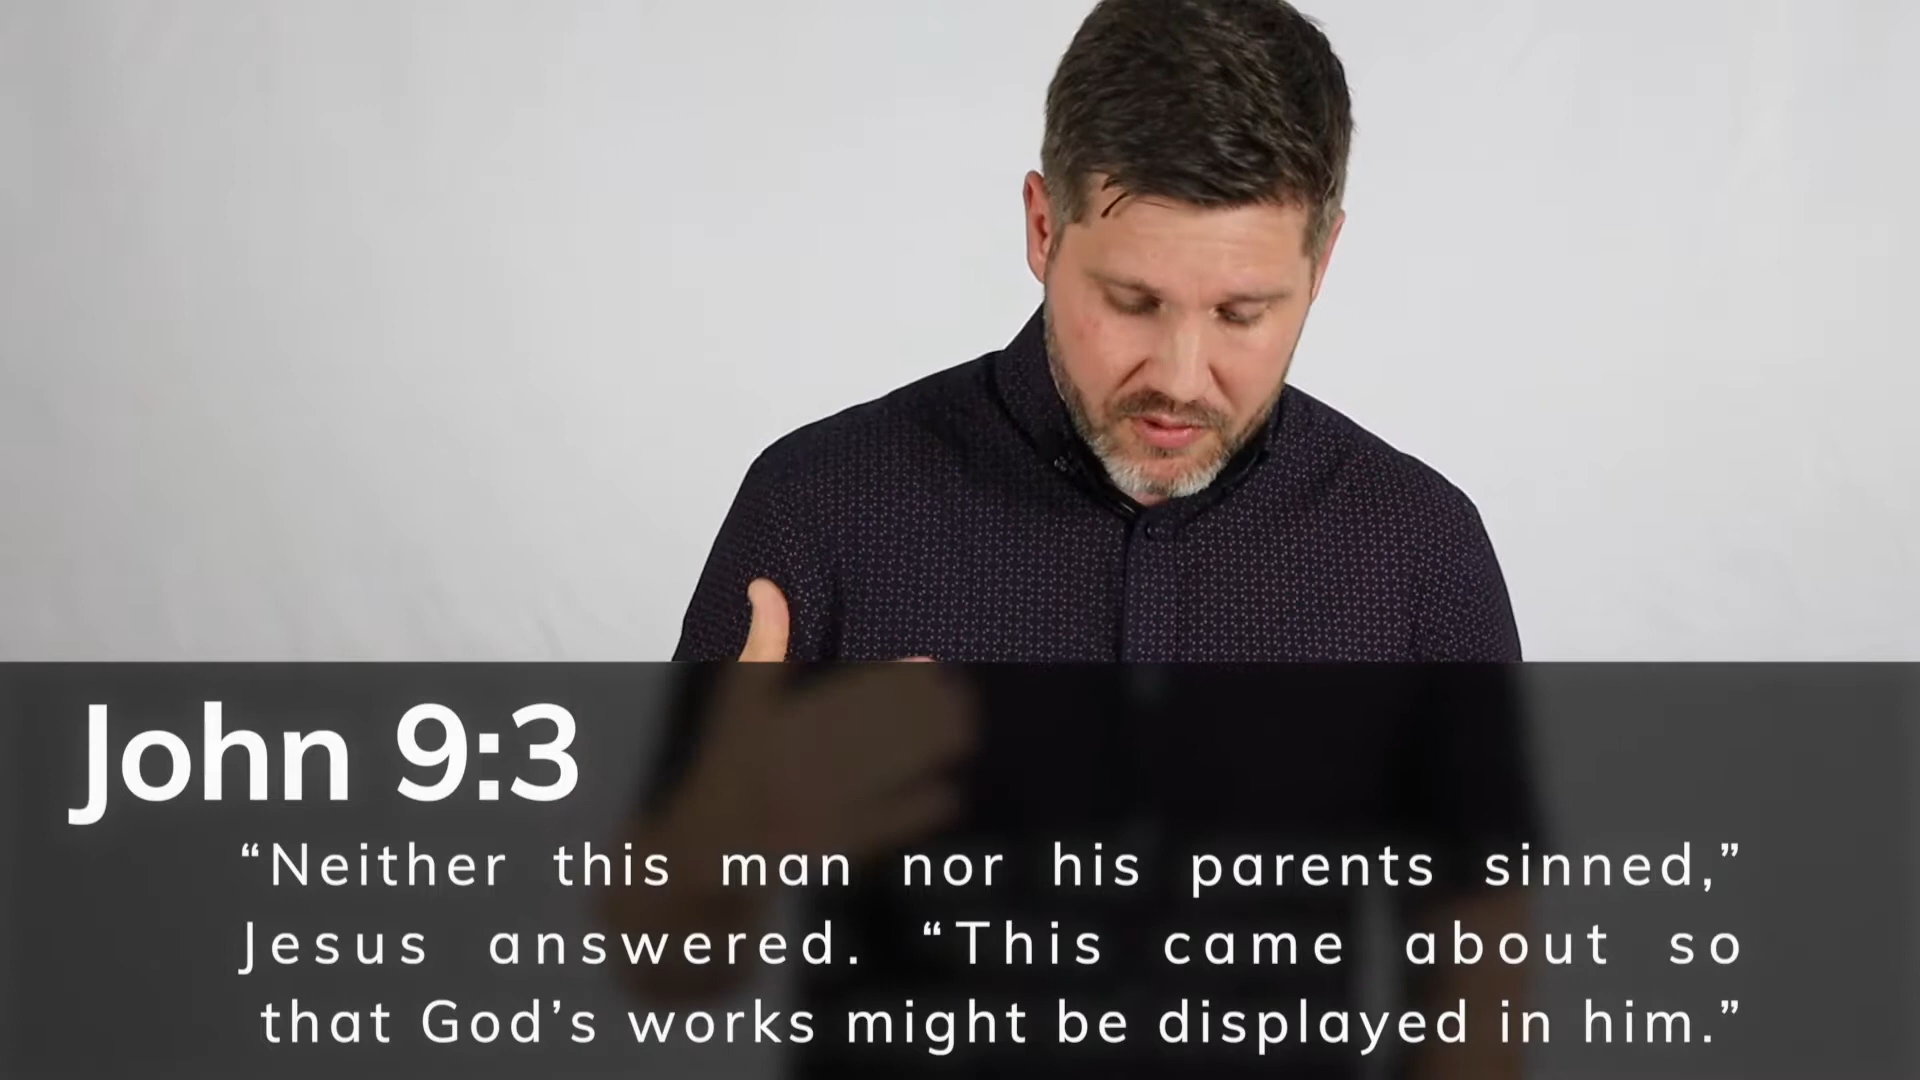 John 9:3
“Neither this man nor his parents sinned,”
Jesus answered. “This came about so
that God’s works might be displayed in him.”